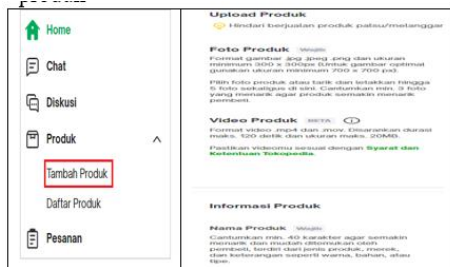 produk
Home
Chat
Diskusi
Produk
Tambah Produk
Daftar Produk
Pesanan
Upload Produk
Hindari berjualan produk palsu/melanggar
Foto Produk Wajib
Format gambar .jpg .jpeg .png dan ukuran
minimum 300 x 300px (Untuk gambar optimal
gunakan ukuran minimum 700 x 700 px).
Pilih foto produk atau tarik dan letakkan hingga
5 foto sekaligus di sini. Cantumkan min. 3 foto
yang menarik agar produk semakin menarik
pembeli.
Video Produk BETA
Format video .mp4 dan .mov. Disarankan durasi
maks. 120 detik dan ukuran maks. 20MB.
Pastikan videomu sesuai dengan Syarat dan
Ketentuan Tokopedia
Informasi Produk
Nama Produk Wajib
Cantumkan min. 40 karakter agar semakin
menarik dan mudah ditemukan oleh
pembeli, terdiri dari jenis produk, merek,
dan keterangan seperti warna, bahan, atau
tipe.